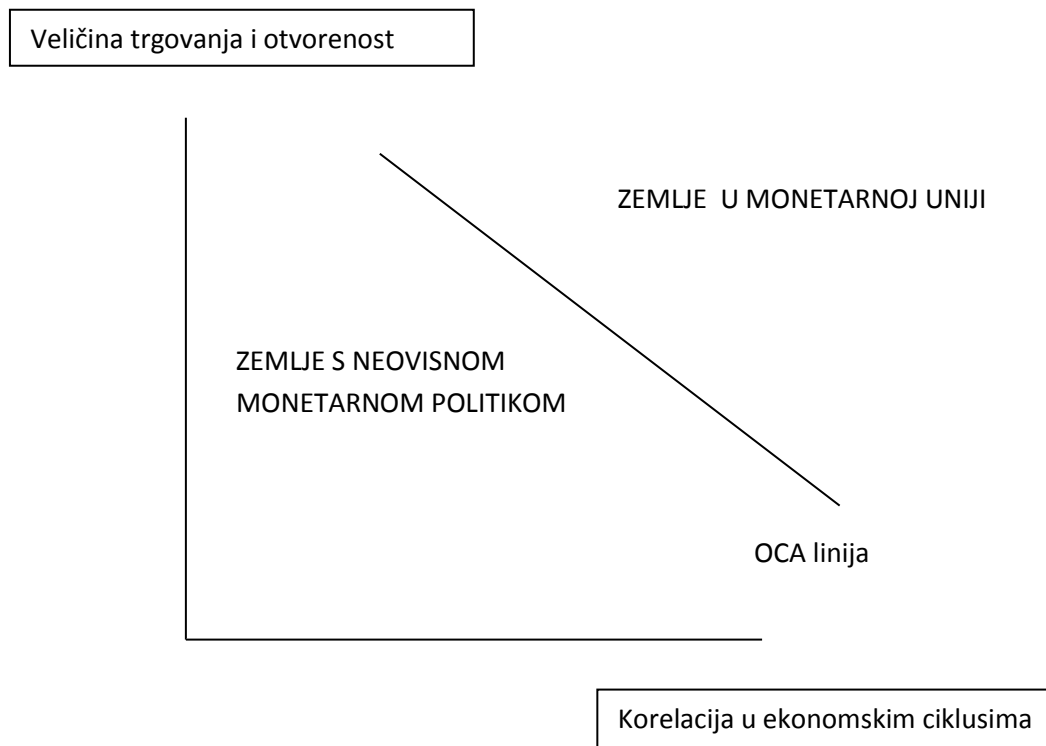 Veličina trgovanja i otvorenost
ZEMLJE U MONETARNOJ UNIJI
ZEMLJE S NEOVISNOM
MONETARNOM POLITIKOM
OCA linija
Korelacija u ekonomskim ciklusima